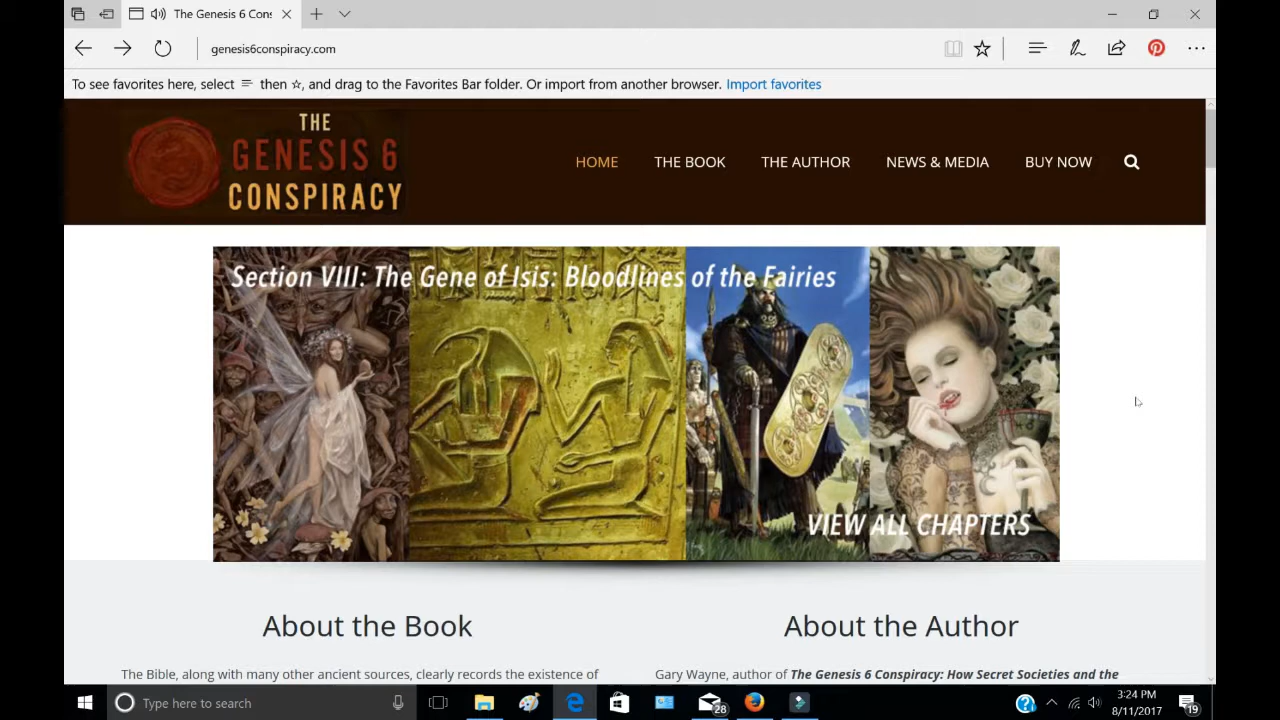 The Genesis 6 Cons
genesis6conspiracy.com
To see favorites here, select then ☆, and drag to the Favorites Bar folder. Or import from another browser. Import favorites
THE
GENESIS 6
CONSPIRACY
HOME THE BOOK THE AUTHOR NEWS & MEDIA BUY NOW
Section VIII: The Gene of Isis: Bloodlines of the Fairies
VIEW ALL CHAPTERS
About the Book
The Bible, along with many other ancient sources, clearly records the existence of
About the Author
Gary Wayne, author of The Genesis 6 Conspiracy: How Secret Societies and the
Type here to search
28
3:24 PM
8/11/2017
19